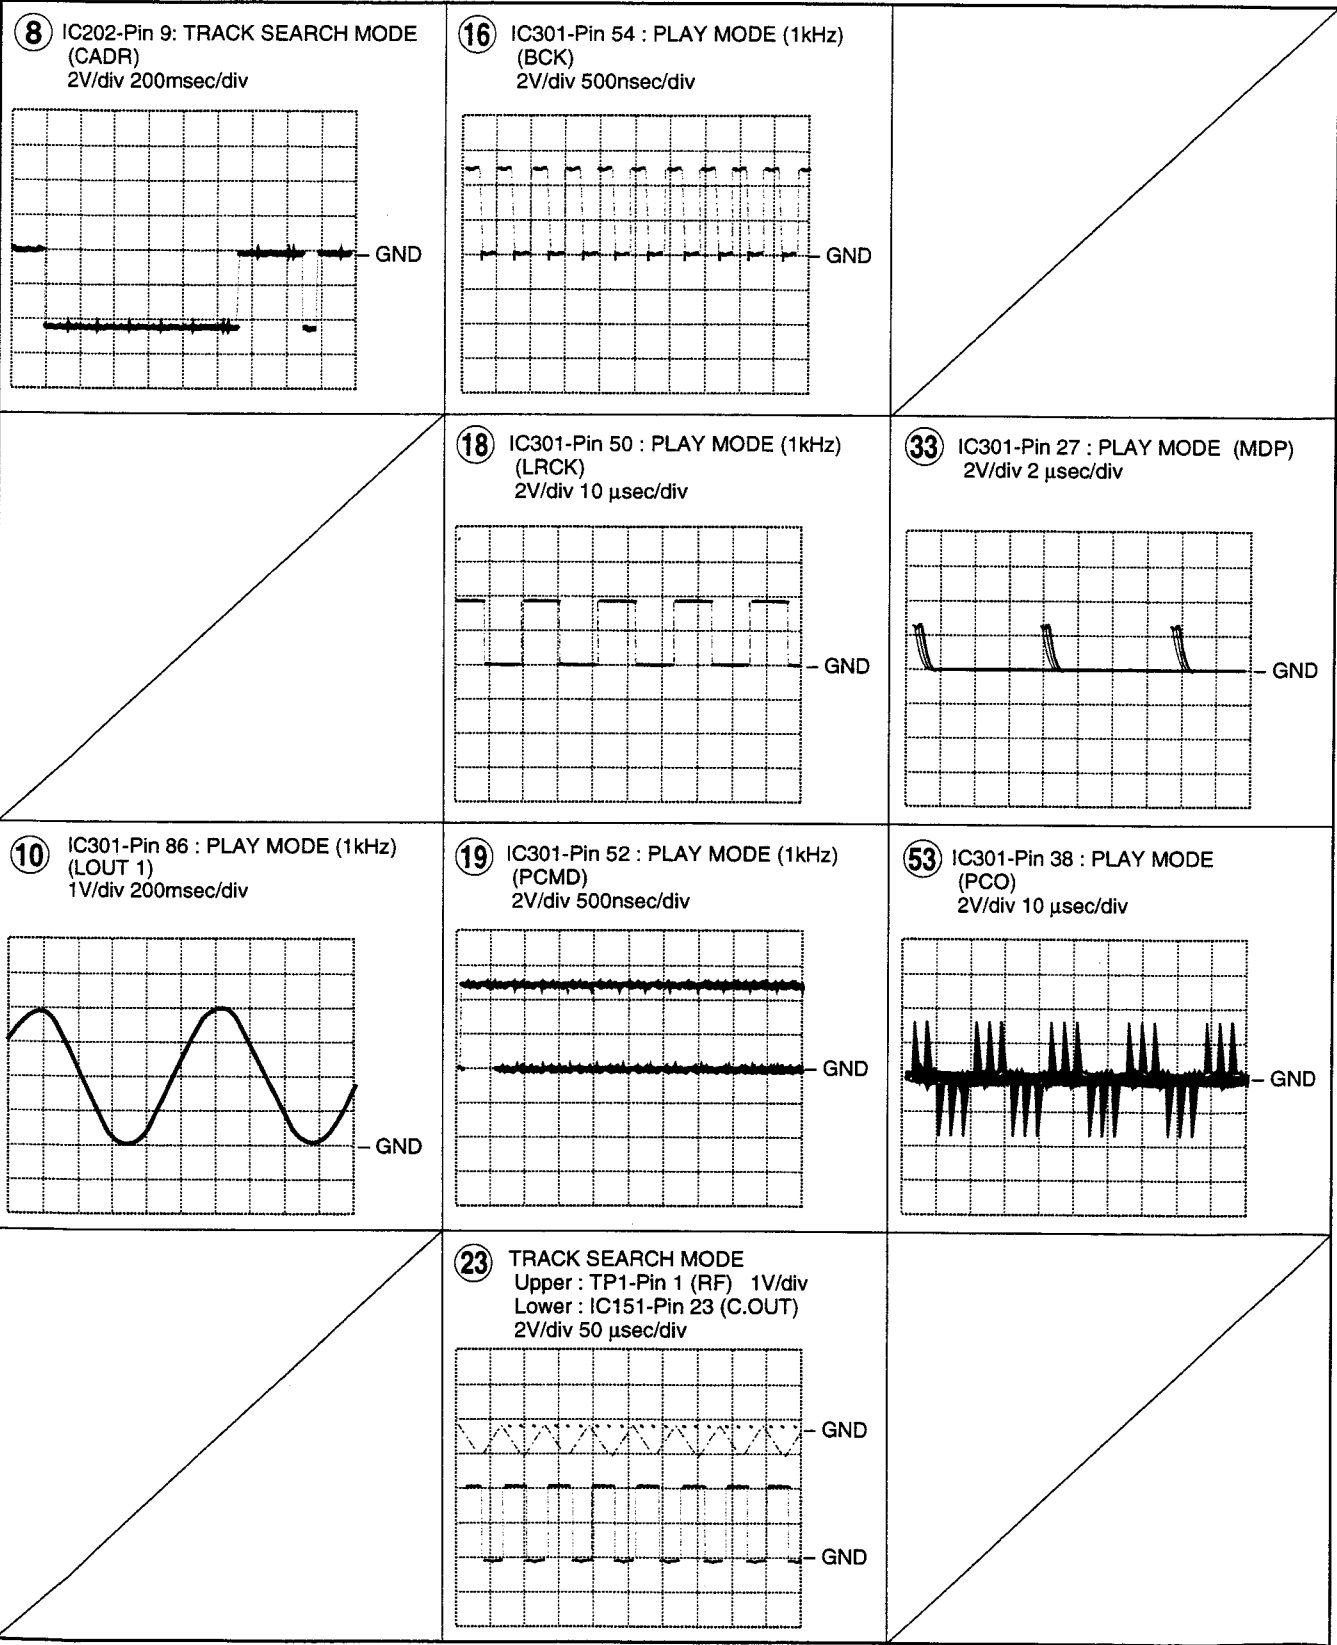 8 IC202-Pin 9: TRACK SEARCH MODE
(CADR)
2V/div 200msec/div
GND
16 IC301-Pin 54 : PLAY MODE (1kHz)
(BCK)
2V/div 500nsec/div
GND
18 IC301-Pin 50 : PLAY MODE (1kHz)
(LRCK)
2V/div 10 µsec/div
GND
33 IC301-Pin 27 : PLAY MODE (MDP)
2V/div 2 µsec/div
GND
10 IC301-Pin 86 : PLAY MODE (1kHz)
(LOUT 1)
1V/div 200msec/div
GND
19 IC301-Pin 52 : PLAY MODE (1kHz)
(PCMD)
2V/div 500nsec/div
GND
53 IC301-Pin 38 : PLAY MODE
(PCO)
2V/div 10 µsec/div
GND
23 TRACK SEARCH MODE
Upper : TP1-Pin 1 (RF) 1V/div
Lower : IC151-Pin 23 (C.OUT)
2V/div 50 µsec/div
GND
GND